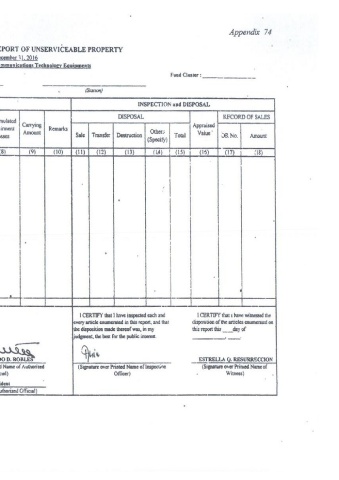 Appendix 74
EPORT OF UNSERVICEABLE PROPERTY
cember 31, 2016
mmunications Technology Equipments
Fund Cluster :
(Station)
INSPECTION and DISPOSAL
DISPOSAL
RECORD OF SALES
mulated
irment
osses
Carrying
Amount
Remarks
Sale
Transfer
Destruction
Others
(Specify)
Total
Appraised
Value
OR No.
Amount
(8)
(9)
(10)
(11)
(12)
(13)
(14)
(15)
(16)
(17)
(18)
I CERTIFY that I have inspected each and
every article enumerated in this report, and that
the disposition made thereof was, in my
judgment, the best for the public interest.
I CERTIFY that I have witnessed the
disposition of the articles enumerated on
this report this ____day of
DO D. ROBLES
d Name of Authorized
cial)
ident
uthorized Official)
(Signature over Printed Name of Inspection
Officer)
ESTRELLA Q. RESURRECCION
(Signature over Printed Name of
Witness)